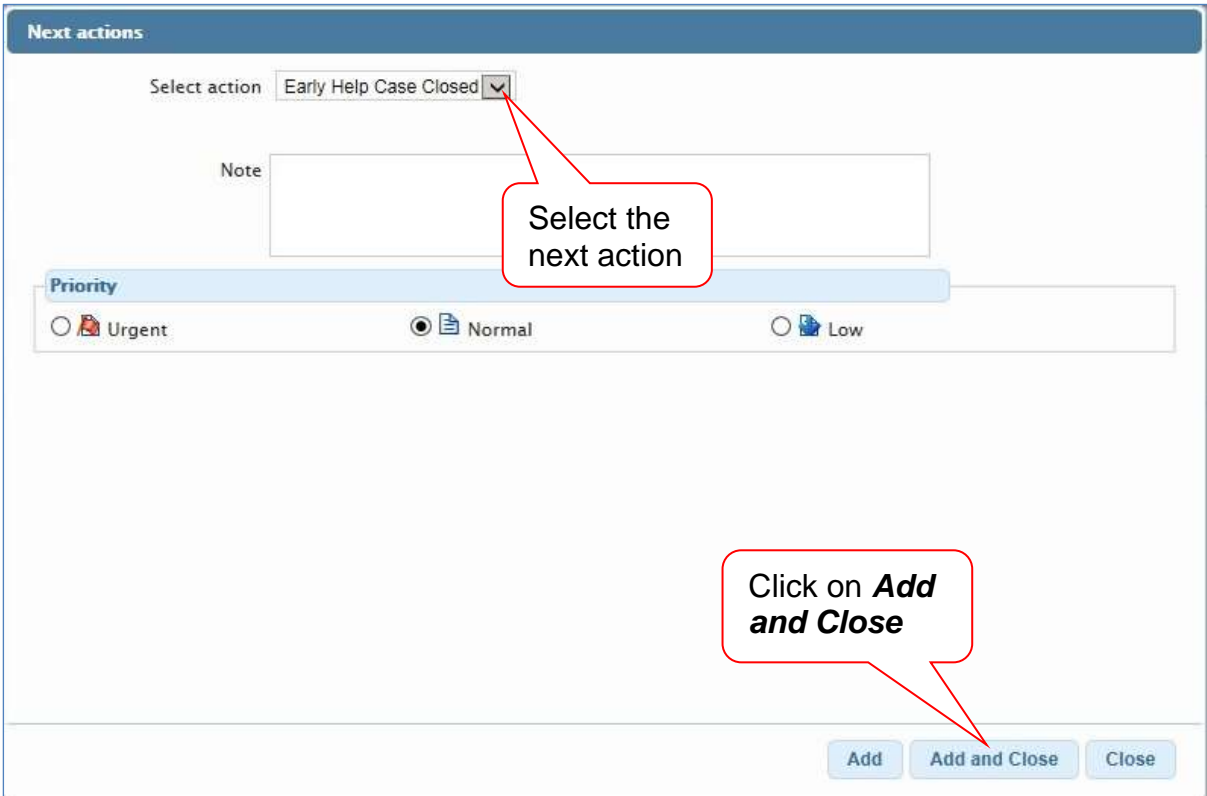 Next actions
Select action Early Help Case Closed
Note
Select the
next action
Priority
Urgent Normal Low
Click on Add
and Close
Add Add and Close Close